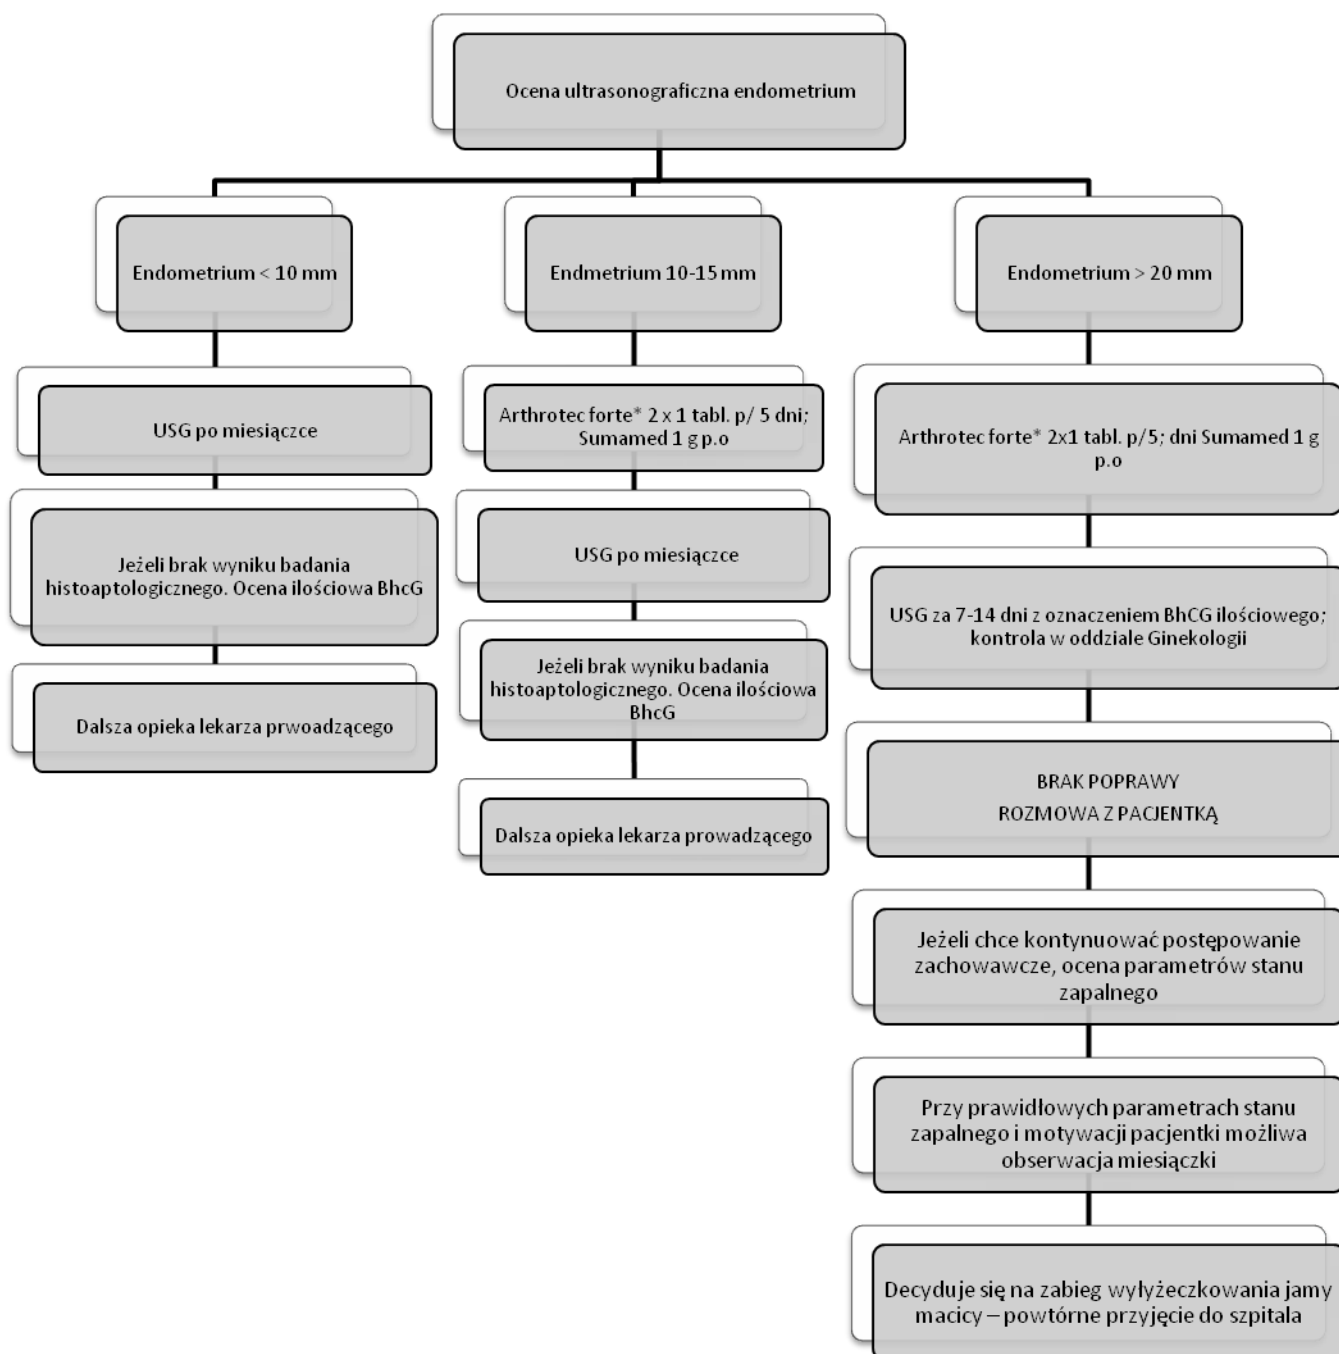 Ocena ultrasonograficzna endometrium
Endometrium < 10 mm
USG po miesiączce
Jeżeli brak wyniku badania
histoaptologicznego. Ocena ilościowa BhcG
Dalsza opieka lekarza prwoadzącego
Endmetrium 10-15 mm
Arthrotec forte* 2 x 1 tabl. p/ 5 dni;
Sumamed 1 g p.o
USG po miesiączce
Jeżeli brak wyniku badania
histoaptologicznego. Ocena ilościowa
BhcG
Dalsza opieka lekarza prowadzącego
Endometrium > 20 mm
Arthrotec forte* 2x1 tabl. p/5; dni Sumamed 1 g
p.o
USG za 7-14 dni z oznaczeniem BhCG ilościowego;
kontrola w oddziale Ginekologii
BRAK POPRAWY
ROZMOWA Z PACJENTKĄ
Jeżeli chce kontynuować postępowanie
zachowawcze, ocena parametrów stanu
zapalnego
Przy prawidłowych parametrach stanu
zapalnego i motywacji pacjentki możliwa
obserwacja miesiączki
Decyduje się na zabieg wyłyżeczkowania jamy
macicy – powtórne przyjęcie do szpitala